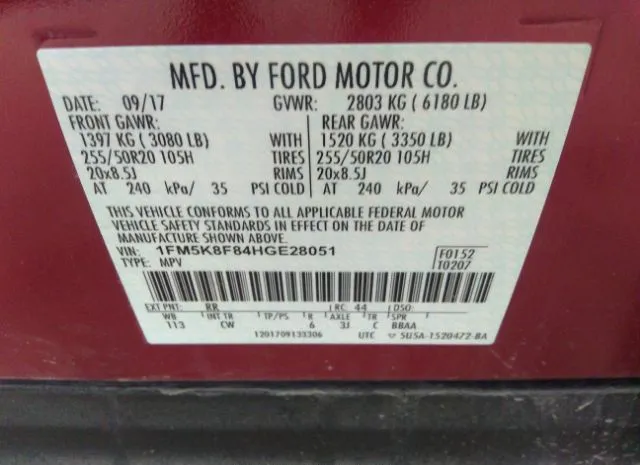 MFD. BY FORD MOTOR CO.
DATE: 09/17 GVWR: 2803 KG ( 6180 LB)
FRONT GAWR: REAR GAWR:
1397 KG ( 3080 LB) WITH 1520 KG ( 3350 LB) WITH
255/50R20 105H TIRES 255/50R20 105H TIRES
20x8.5J RIMS 20x8.5J RIMS
AT 240 kPa/ 35 PSI COLD AT 240 kPa/ 35 PSI COLD
THIS VEHICLE CONFORMS TO ALL APPLICABLE FEDERAL MOTOR
VEHICLE SAFETY STANDARDS IN EFFECT ON THE DATE OF
MANUFACTURE SHOWN ABOVE.
VIN: 1FM5K8F84HGE28051 F0152
TYPE: MPV T0207
EXT PNT: RR RC: 44 DSO:
WB INT TR TP/PS R AXLE TR SPR
113 CW 6 3J C BBAA
1201709133306 UTC 5U5A-1520472-BA